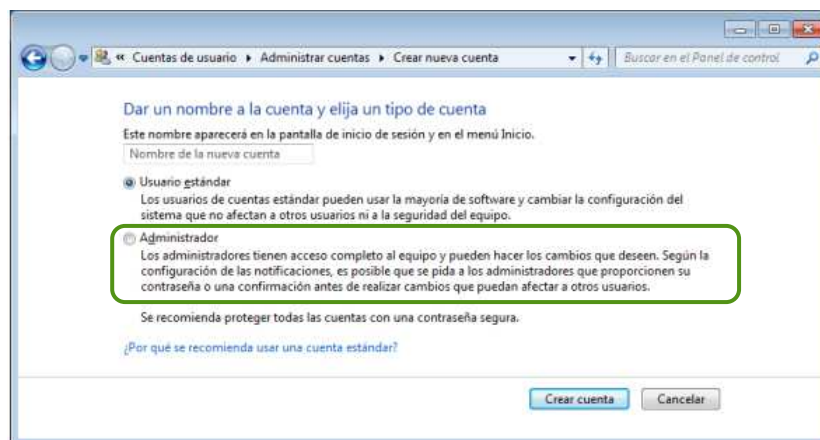 « Cuentas de usuario ▸ Administrar cuentas ▸ Crear nueva cuenta
Buscar en el Panel de control
Dar un nombre a la cuenta y elija un tipo de cuenta
Este nombre aparecerá en la pantalla de inicio de sesión y en el menú Inicio.
Nombre de la nueva cuenta
Usuario estándar
Los usuarios de cuentas estándar pueden usar la mayoría de software y cambiar la configuración del
sistema que no afectan a otros usuarios ni a la seguridad del equipo.
Administrador
Los administradores tienen acceso completo al equipo y pueden hacer los cambios que deseen. Según la
configuración de las notificaciones, es posible que se pida a los administradores que proporcionen su
contraseña o una confirmación antes de realizar cambios que puedan afectar a otros usuarios.
Se recomienda proteger todas las cuentas con una contraseña segura.
¿Por qué se recomienda usar una cuenta estándar?
Crear cuenta
Cancelar